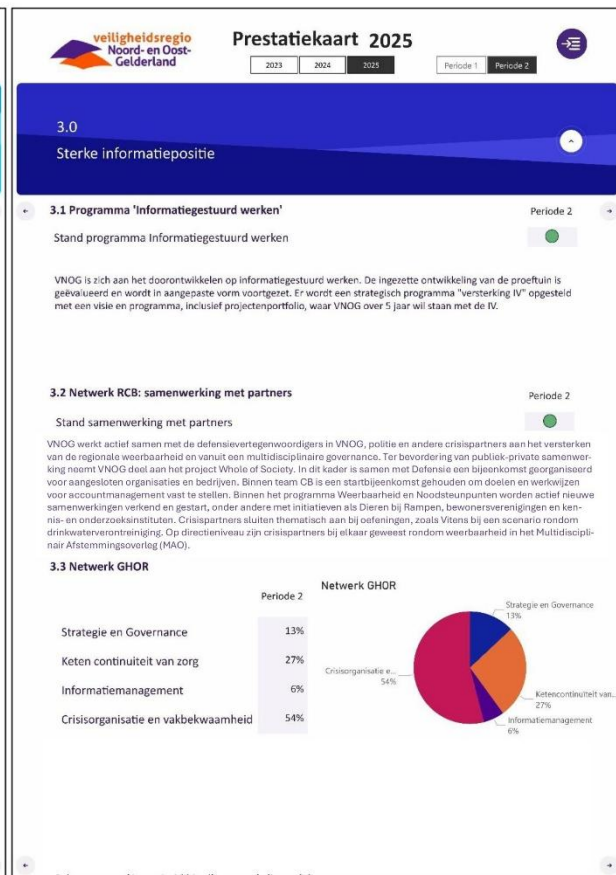 veiligheidsregio
Noord- en Oost-
Gelderland
Prestatiekaart 2025
2023 2024 2025
Periode 1 Periode 2
3.0
Sterke informatiepositie
3.1 Programma 'Informatiegestuurd werken'
Periode 2
Stand programma Informatiegestuurd werken
VNOG is zich aan het doorontwikkelen op informatiegestuurd werken. De ingezette ontwikkeling van de proeftuin is
geëvalueerd en wordt in aangepaste vorm voortgezet. Er wordt een strategisch programma "versterking IV" opgesteld
met een visie en programma, inclusief projectenportfolio, waar VNOG over 5 jaar wil staan met de IV.
3.2 Netwerk RCB: samenwerking met partners
Periode 2
Stand samenwerking met partners
VNOG werkt actief samen met de defensievertegenwoordigers in VNOG, politie en andere crisispartners aan het versterken
van de regionale weerbaarheid en vanuit een multidisciplinaire governance. Ter bevordering van publiek-private samenwer-
king neemt VNOG deel aan het project Whole of Society. In dit kader is samen met Defensie een bijeenkomst georganiseerd
voor aangesloten organisaties en bedrijven. Binnen team CB is een startbijeenkomst gehouden om doelen en werkwijzen
voor accountmanagement vast te stellen. Binnen het programma Weerbaarheid en Noodsteunpunten worden actief nieuwe
samenwerkingen verkend en gestart, onder andere met initiatieven als Dieren bij Rampen, bewonersverenigingen en ken-
nis- en onderzoeksinstituten. Crisispartners sluiten thematisch aan bij oefeningen, zoals Vitens bij een scenario rondom
drinkwaterverontreiniging. Op directieniveau zijn crisispartners bij elkaar geweest rondom weerbaarheid in het Multidiscipli-
nair Afstemmingsoverleg (MAO).
3.3 Netwerk GHOR
Periode 2
Strategie en Governance 13%
Keten continuïteit van zorg 27%
Informatiemanagement 6%
Crisisorganisatie en vakbekwaamheid 54%
Netwerk GHOR
Strategie en Governance
13%
Crisisorganisatie e...
54%
Ketencontinuïteit van...
27%
Informatiemanagement
6%